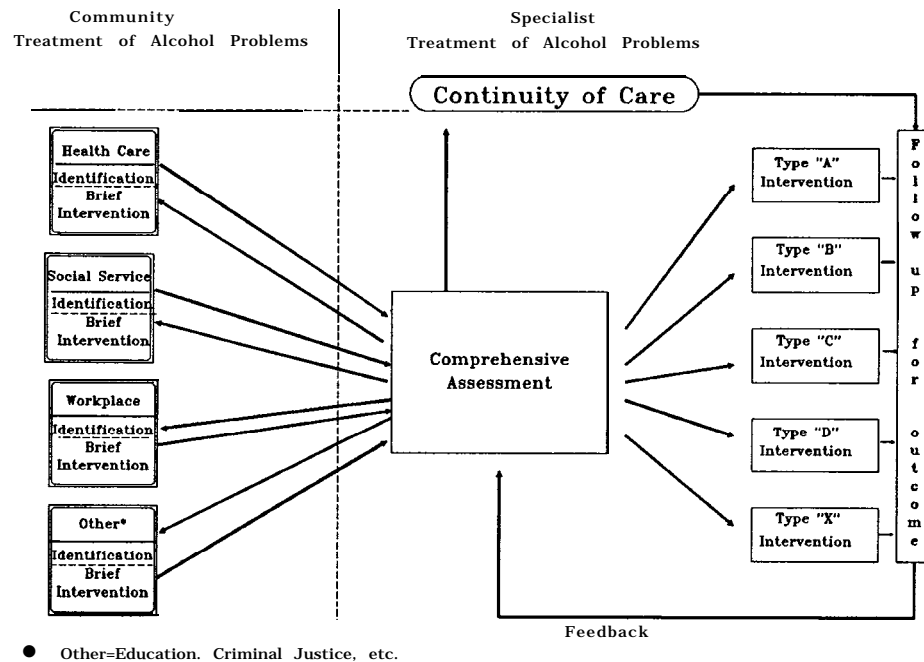 Community
Treatment of Alcohol Problems
Specialist
Treatment of Alcohol Problems
Continuity of Care
Health Care
Identification
Brief
Intervention
Social Service
Identification
Brief
Intervention
Workplace
Identification
Brief
Intervention
Other*
Identification
Brief
Intervention
Comprehensive
Assessment
Type "A"
Intervention
Type "B"
Intervention
Type "C"
Intervention
Type "D"
Intervention
Type "X"
Intervention
Follow up for outcome
Feedback
● Other=Education. Criminal Justice, etc.